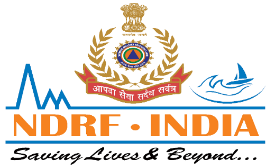 आपदा सेवा सदैव सर्वत्र
NDRF · INDIA
Saving Lives & Beyond...